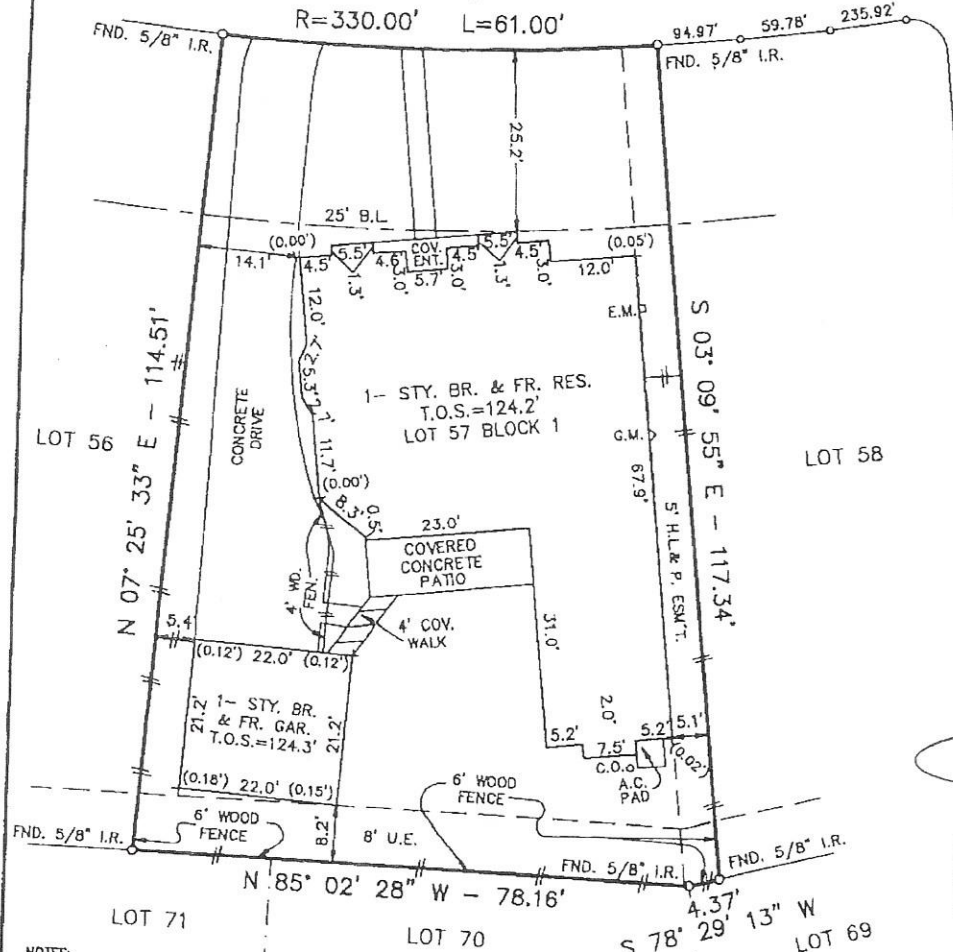 R=330.00' L=61.00'
94.97' 59.78' 235.92'
FND. 5/8" I.R.
FND. 5/8" I.R.
25.2'
25' B.L.
(0.00')
14.1'
4.5'
5.5'
1.3'
4.6'
3.0'
COV.
ENT.
5.7'
3.0'
4.5'
5.5'
1.3'
4.5'
3.0'
12.0'
(0.05')
E.M.
12.0'
5.3'
11.7'
(0.00')
8.3'
0.5'
1-- STY. BR. & FR. RES.
T.O.S.=124.2'
LOT 57 BLOCK 1
G.M.
67.9'
LOT 56
N 07° 25' 33" E - 114.51'
CONCRETE
DRIVE
S 03° 09' 55" E - 117.34'
LOT 58
5' H.L.& P. ESM'T.
23.0'
COVERED
CONCRETE
PATIO
4' WD.
FEN.
4' COV.
WALK
31.0'
5.4'
(0.12') 22.0' (0.12')
21.2'
1- STY. BR.
& FR. GAR.
T.O.S.=124.3'
21.2'
(0.18') 22.0' (0.15')
5.2'
2.0'
7.5'
5.2'
5.1'
(0.02')
C.O.
A.C.
PAD
6' WOOD
FENCE
6' WOOD
FENCE
8.2'
8' U.E.
FND. 5/8" I.R.
FND. 5/8" I.R.
FND. 5/8" I.R.
N 85° 02' 28" W - 78.16'
4.37'
S 78° 29' 13" W
LOT 71
LOT 70
LOT 69
NOTES: